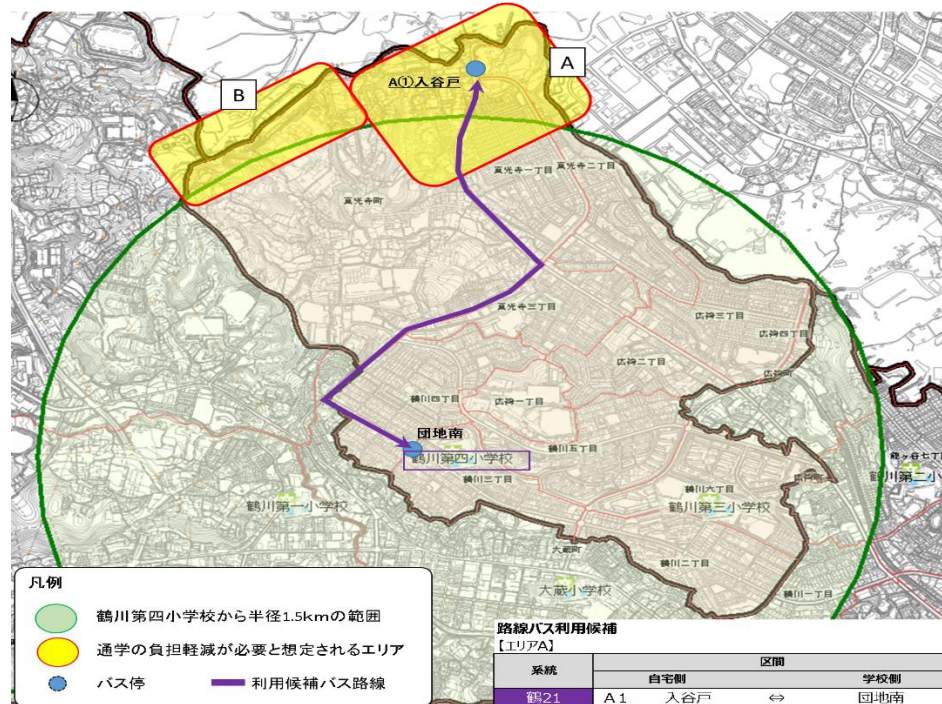 A
B
A①入谷戸
真光寺一丁目
真光寺二丁目
真光寺町
真光寺三丁目
広袴三丁目
広袴四丁目
広袴二丁目
広袴町
鶴川四丁目
広袴一丁目
団地南
鶴川五丁目
鶴川第四小学校
能ヶ谷七丁目
鶴川第二小
鶴川三丁目
鶴川六丁目
鶴川第一小学校
鶴川第三小学校
大蔵町
鶴川二丁目
大蔵小学校
鶴川一丁目
凡例
鶴川第四小学校から半径1.5kmの範囲
通学の負担軽減が必要と想定されるエリア
バス停 利用候補バス路線
路線バス利用候補
【エリアA】
系統 区間
自宅側 学校側
鶴21 A1 入谷戸 ⇔ 団地南